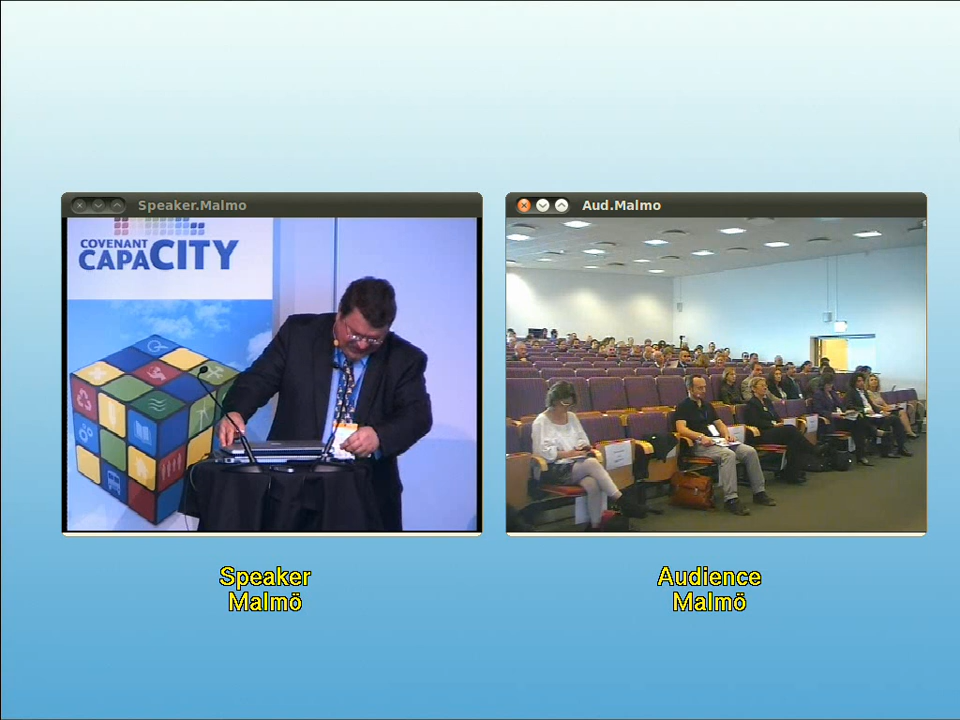 Speaker.Malmo
COVENANT
CAPACITY
Aud.Malmo
Speaker
Malmö
Audience
Malmö